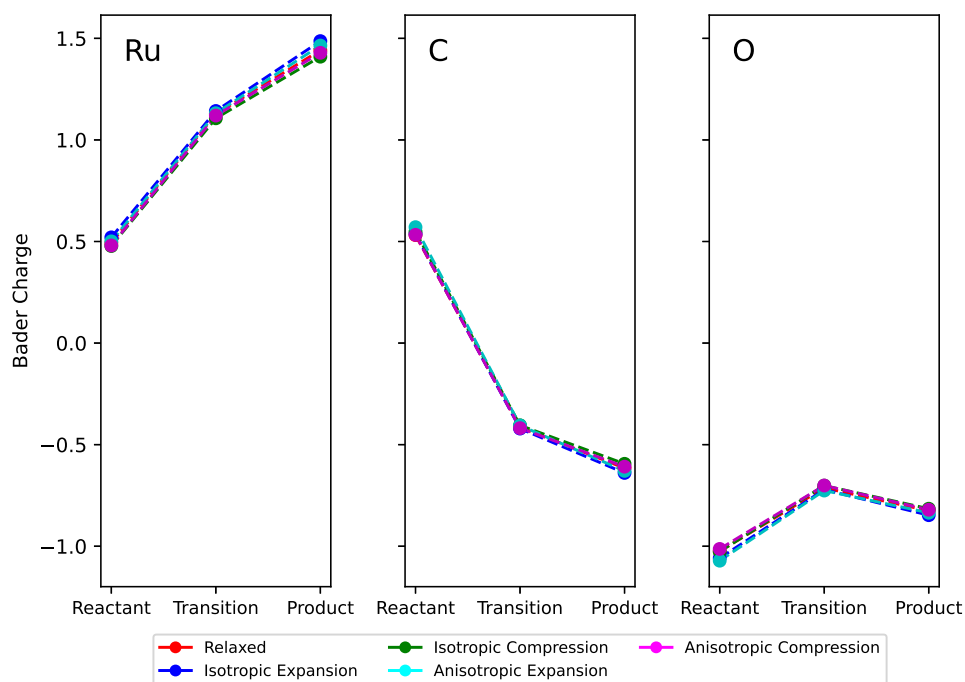 Ru
C
O
1.5
1.0
0.5
0.0
−0.5
−1.0
Bader Charge
Reactant Transition Product
Reactant Transition Product
Reactant Transition Product
Relaxed
Isotropic Expansion
Isotropic Compression
Anisotropic Expansion
Anisotropic Compression